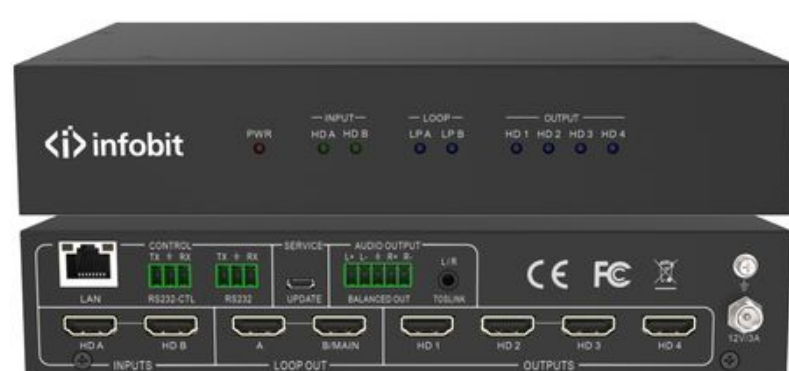 INPUT LOOP OUTPUT
<i> infobit PWR HD A HD B LP A LP B HD 1 HD 2 HD 3 HD 4
CONTROL SERVICE AUDIO OUTPUT
TX RX TX RX L+ L- R+ R- L/R
CE FC
LAN RS232-CTL RS232 UPDATE BALANCED OUT TOSLINK
12V/3A
HD A HD B A B/MAIN HD 1 HD 2 HD 3 HD 4
INPUTS LOOP OUT OUTPUTS